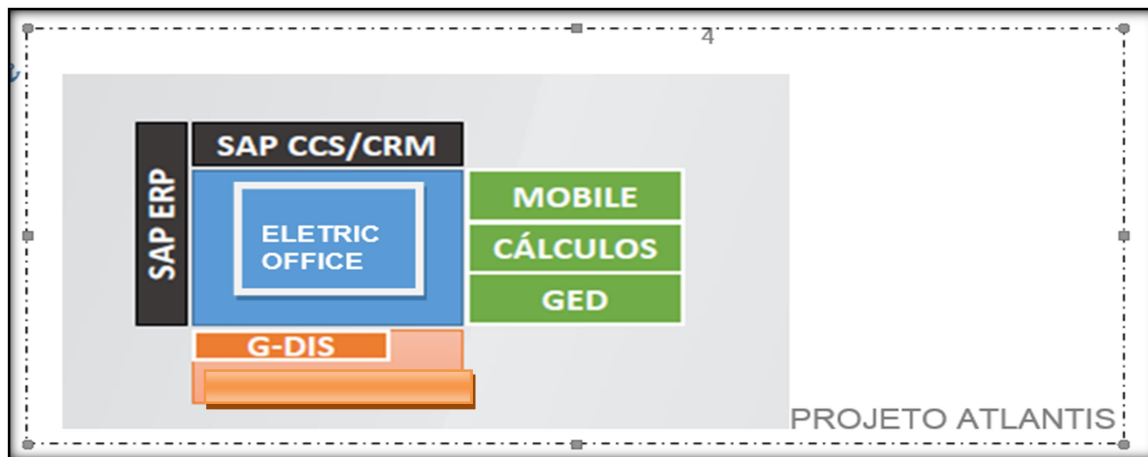 4
SAP CCS/CRM
SAP ERP
ELETRIC
OFFICE
MOBILE
CÁLCULOS
GED
G-DIS
PROJETO ATLANTIS